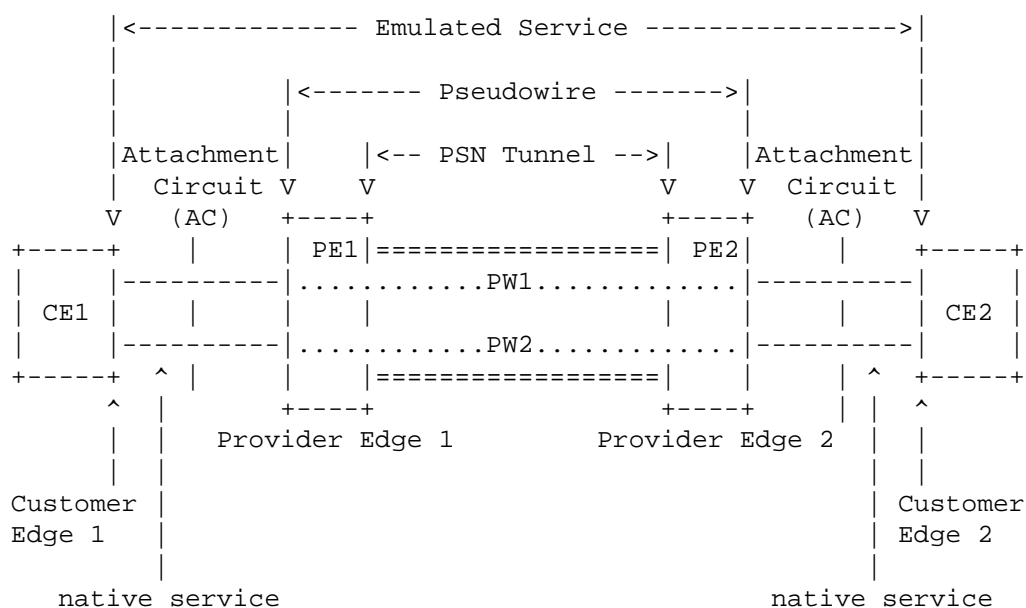 |<-------------- Emulated Service ---------------->|
|<------- Pseudowire ------->|
|Attachment| |<-- PSN Tunnel -->| |Attachment|
Circuit V V V V Circuit
V (AC) (AC) V
PE1 PE2
PW1
CE1 CE2
PW2
Provider Edge 1 Provider Edge 2
Customer Customer
Edge 1 Edge 2
native service native service